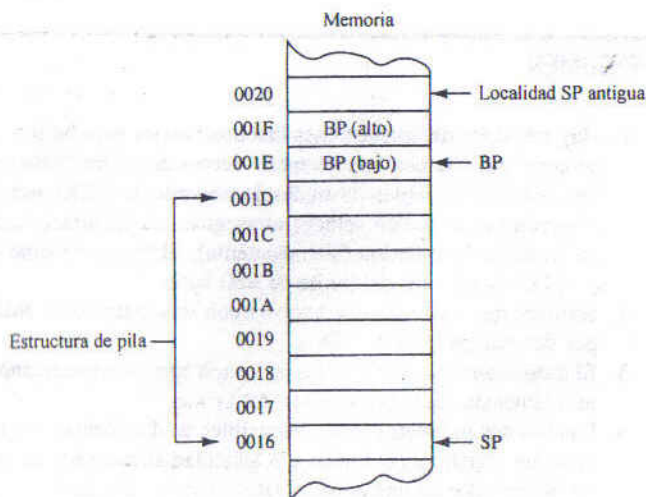 Memoria
0020
Localidad SP antigua
001F BP (alto)
001E BP (bajo) BP
001D
001C
001B
001A
0019
Estructura de pila
0018
0017
0016 SP